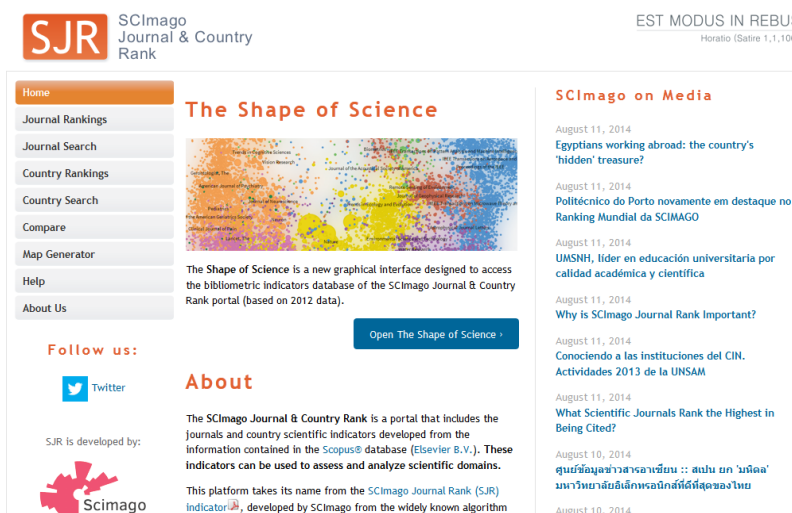 SJR
SCImago
Journal & Country
Rank
EST MODUS IN REBUS
Horatio (Satire 1,1,106
Home
Journal Rankings
Journal Search
Country Rankings
Country Search
Compare
Map Generator
Help
About Us
Follow us:
Twitter
SJR is developed by:
Scimago
The Shape of Science
Vision Research
Nature
The Shape of Science is a new graphical interface designed to access
the bibliometric indicators database of the SCImago Journal & Country
Rank portal (based on 2012 data).
Open The Shape of Science ›
About
The SCImago Journal & Country Rank is a portal that includes the
journals and country scientific indicators developed from the
information contained in the Scopus® database (Elsevier B.V.). These
indicators can be used to assess and analyze scientific domains.
This platform takes its name from the SCImago Journal Rank (SJR)
indicator, developed by SCImago from the widely known algorithm
SCImago on Media
August 11, 2014
Egyptians working abroad: the country's
'hidden' treasure?
August 11, 2014
Politécnico do Porto novamente em destaque no
Ranking Mundial da SCIMAGO
August 11, 2014
UMSNH, líder en educación universitaria por
calidad académica y científica
August 11, 2014
Why is SCImago Journal Rank Important?
August 11, 2014
Conociendo a las instituciones del CIN.
Actividades 2013 de la UNSAM
August 11, 2014
What Scientific Journals Rank the Highest in
Being Cited?
August 10, 2014
ศูนย์ข้อมูลข่าวสารอาเซียน :: สเปน ยก 'มหิดล'
มหาวิทยาลัยอิเล็กทรอนิกส์ที่ดีที่สุดของไทย
August 10, 2014